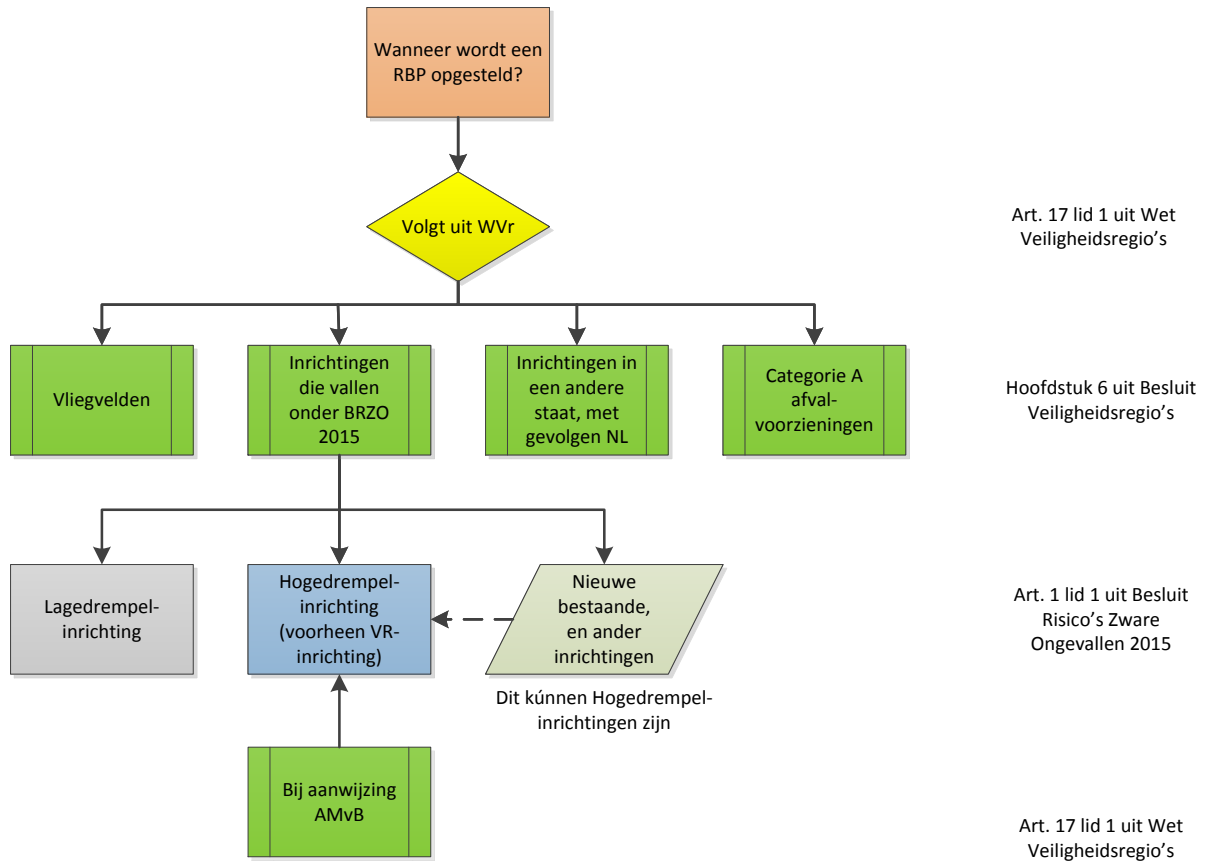 Wanneer wordt een
RBP opgesteld?
Volgt uit WVr
Art. 17 lid 1 uit Wet
Veiligheidsregio’s
Vliegvelden
Inrichtingen
die vallen
onder BRZO
2015
Inrichtingen in
een andere
staat, met
gevolgen NL
Categorie A
afval-
voorzieningen
Hoofdstuk 6 uit Besluit
Veiligheidsregio’s
Lagedrempel-
inrichting
Hogedrempel-
inrichting
(voorheen VR-
inrichting)
Nieuwe
bestaande,
en ander
inrichtingen
Art. 1 lid 1 uit Besluit
Risico’s Zware
Ongevallen 2015
Dit kúnnen Hogedrempel-
inrichtingen zijn
Bij aanwijzing
AMvB
Art. 17 lid 1 uit Wet
Veiligheidsregio’s